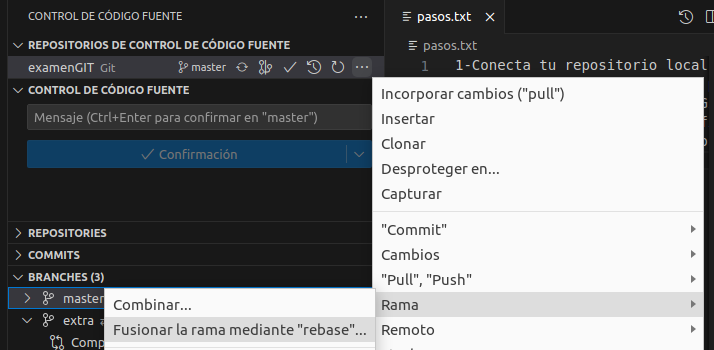 CONTROL DE CÓDIGO FUENTE
REPOSITORIOS DE CONTROL DE CÓDIGO FUENTE
examenGIT Git master
CONTROL DE CÓDIGO FUENTE
Mensaje (Ctrl+Enter para confirmar en "master")
Confirmación
REPOSITORIES
COMMITS
BRANCHES (3)
master
extra
Comp
pasos.txt
pasos.txt
1 1-Conecta tu repositorio local
Incorporar cambios ("pull")
Insertar
Clonar
Desproteger en...
Capturar
"Commit"
Cambios
"Pull", "Push"
Rama
Remoto
Combinar...
Fusionar la rama mediante "rebase"...